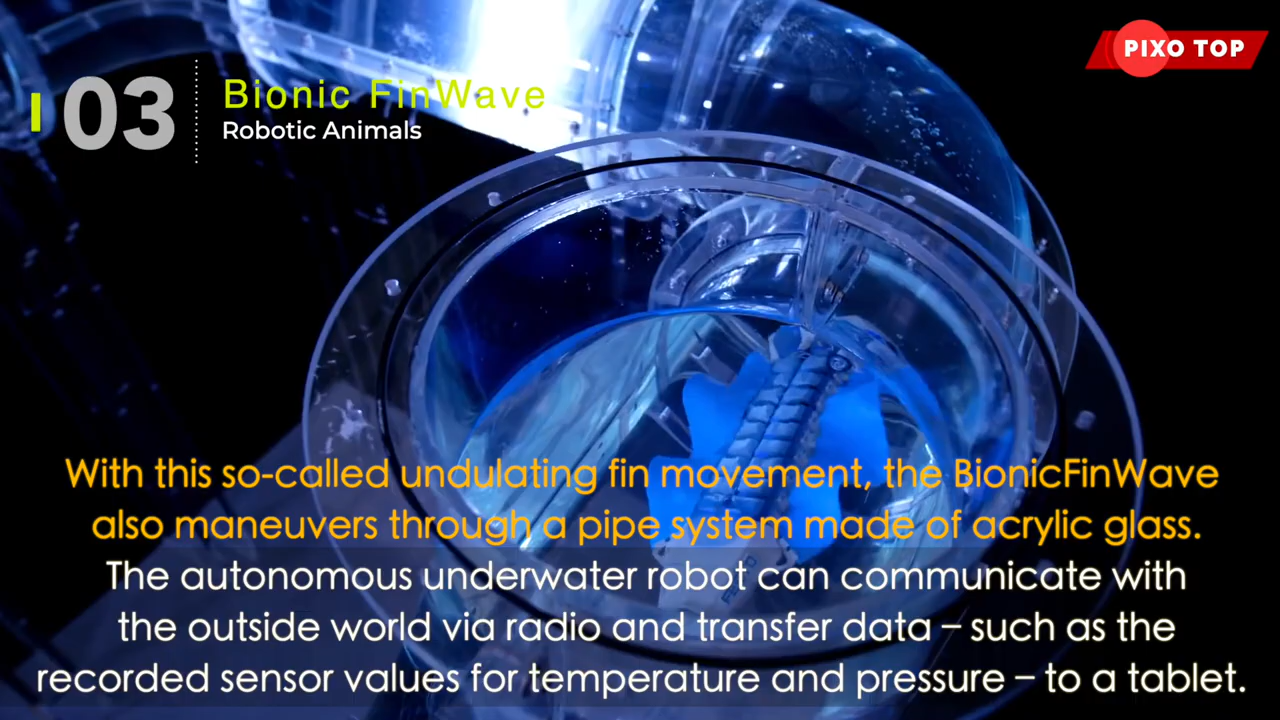 PIXO TOP
03
Bionic FinWave
Robotic Animals
With this so-called undulating fin movement, the BionicFinWave
also maneuvers through a pipe system made of acrylic glass.
The autonomous underwater robot can communicate with
the outside world via radio and transfer data – such as the
recorded sensor values for temperature and pressure – to a tablet.